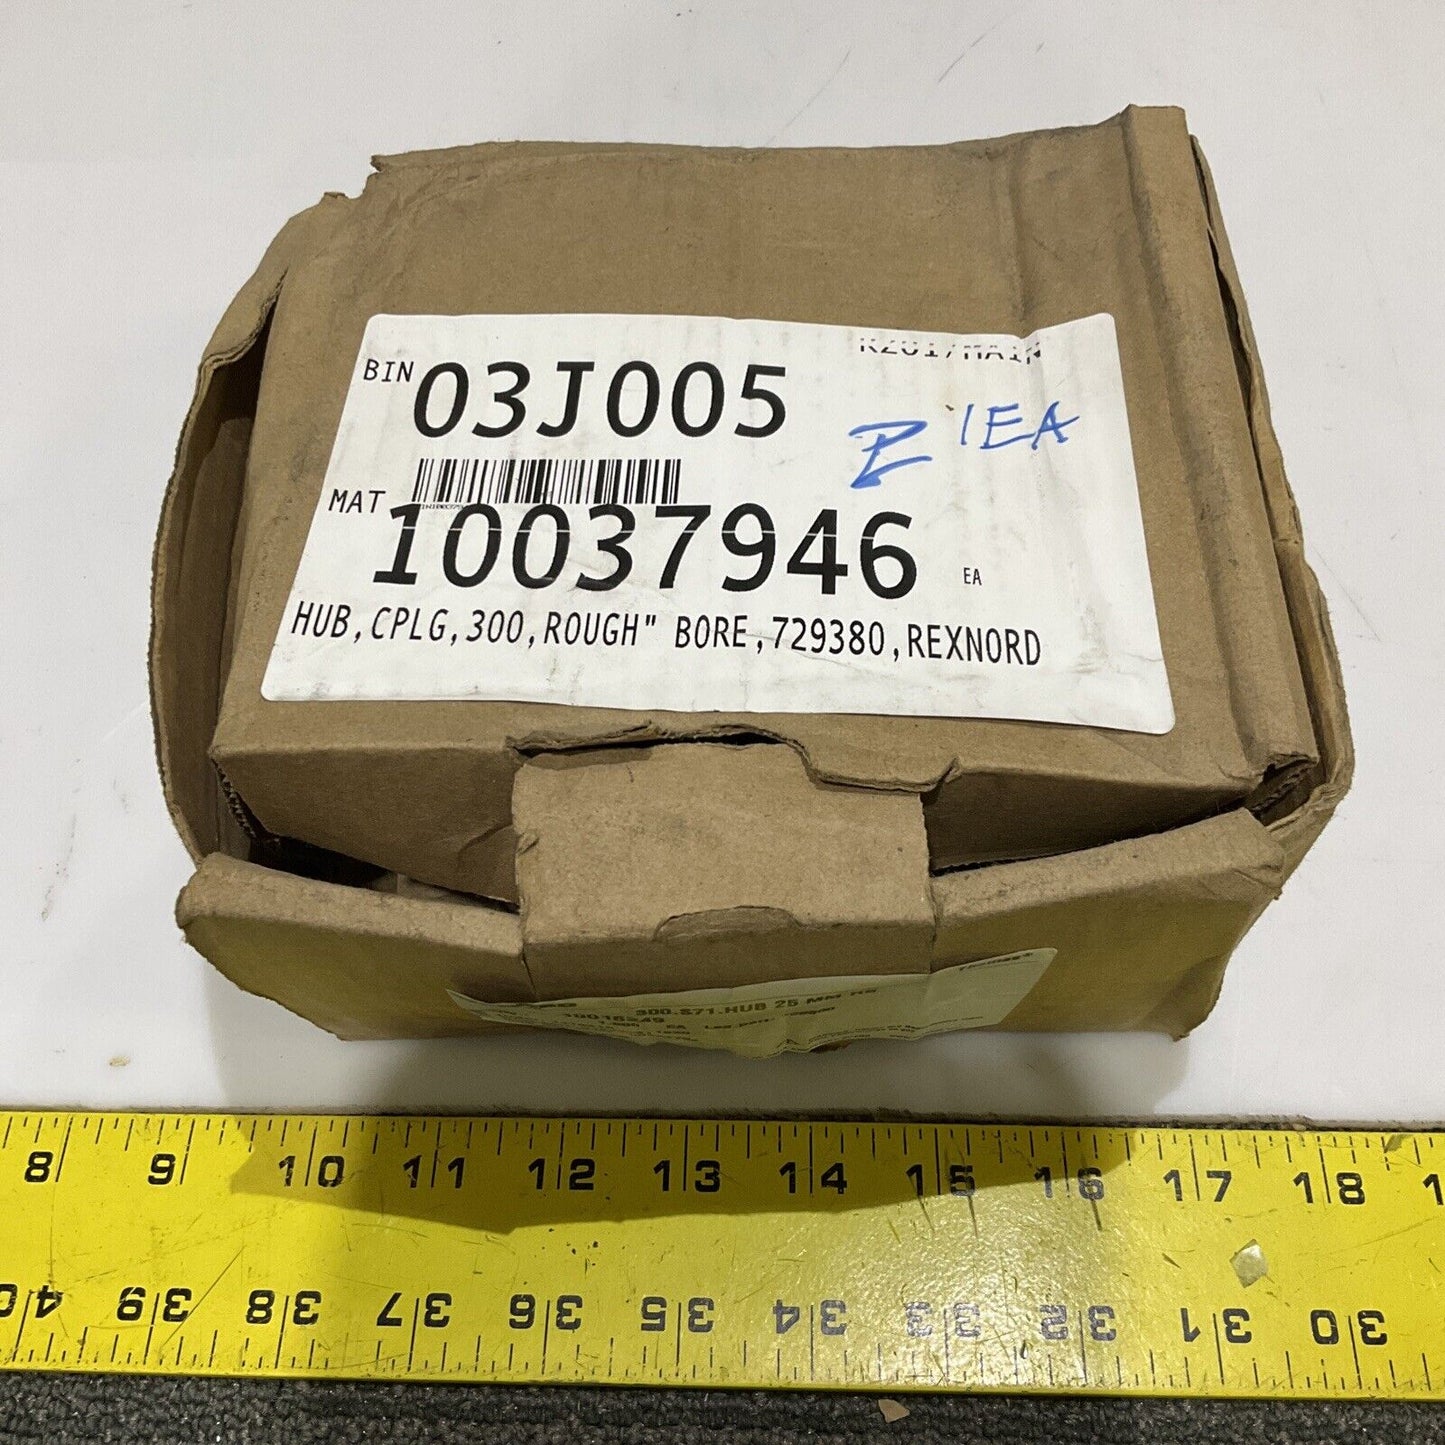 BIN 03J005
1EA
MAT 10037946 EA
HUB,CPLG,300,ROUGH" BORE,729380,REXNORD
300.S71.HUB 25 MM
8 9 10 11 12 13 14 15 16 17 18 1
40 39 38 37 36 35 34 33 32 31 30